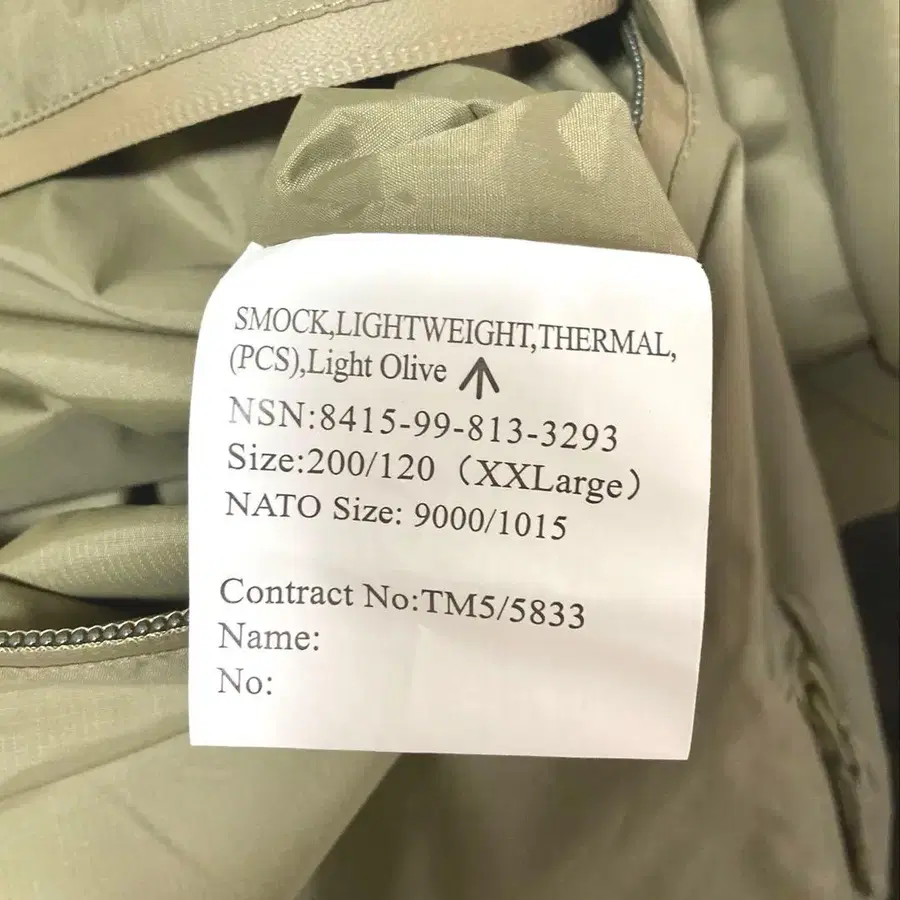 SMOCK,LIGHTWEIGHT,THERMAL,
(PCS),Light Olive
NSN:8415-99-813-3293
Size:200/120（XXLarge）
NATO Size: 9000/1015
Contract No:TM5/5833
Name:
No: